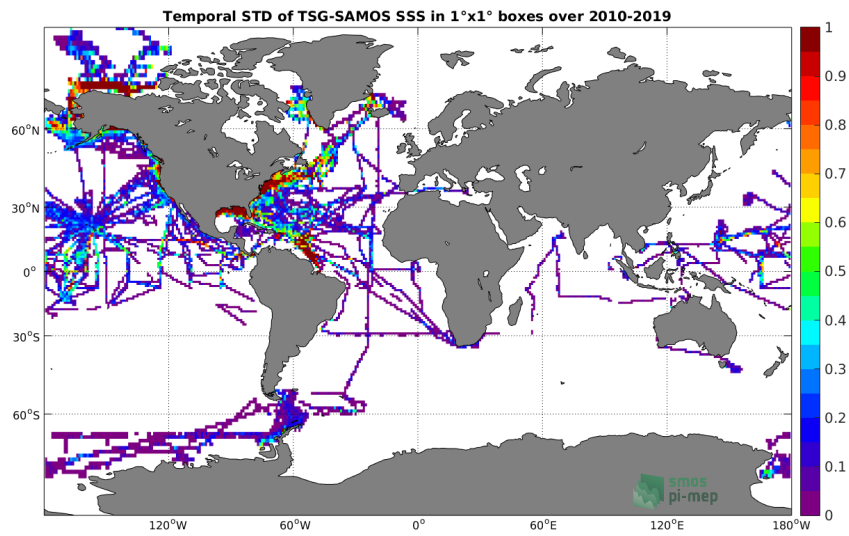 Temporal STD of TSG-SAMOS SSS in 1°x1° boxes over 2010-2019
1
0.9
0.8
0.7
0.6
0.5
0.4
0.3
0.2
0.1
0
60°N
30°N
0°
30°S
60°S
120°W
60°W
0°
60°E
120°E
180°W
smos
pi-mep